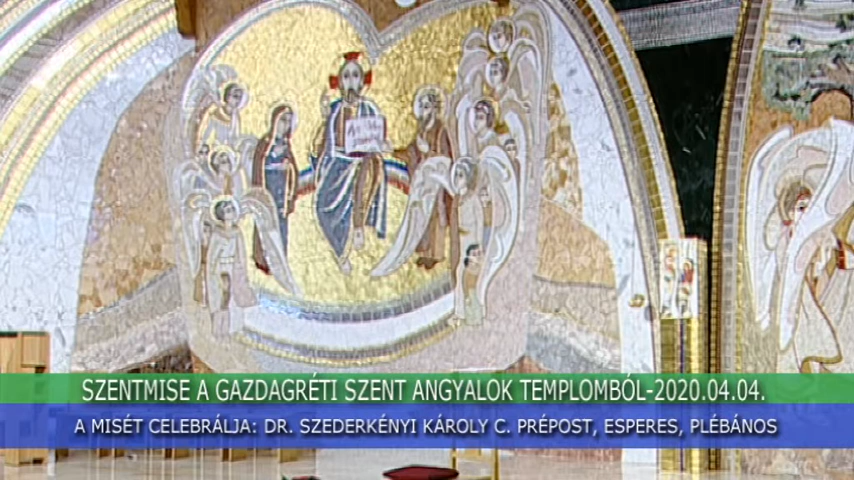 SZENTMISE A GAZDAGRÉTI SZENT ANGYALOK TEMPLOMBÓL-2020.04.04.
A MISÉT CELEBRÁLJA: DR. SZEDERKÉNYI KÁROLY C. PRÉPOST, ESPERES, PLÉBÁNOS